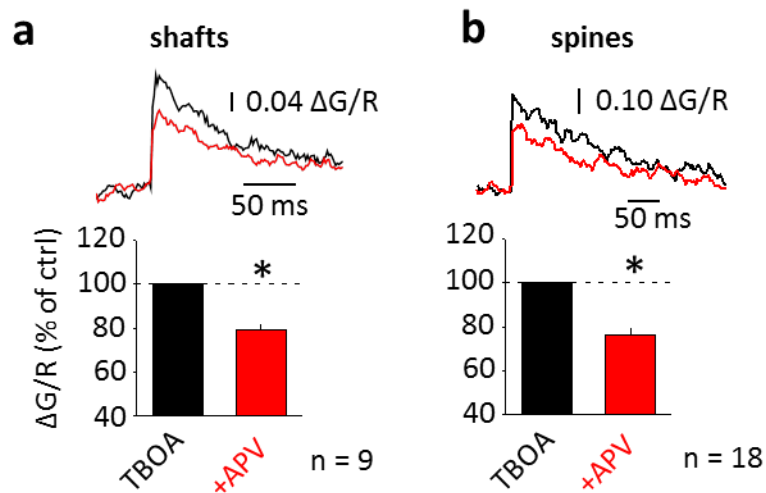 a
shafts
0.04 ΔG/R
50 ms
ΔG/R (% of ctrl)
120
100
80
60
40
*
TBOA
+APV
n = 9
b
spines
0.10 ΔG/R
50 ms
120
100
80
60
40
*
TBOA
+APV
n = 18